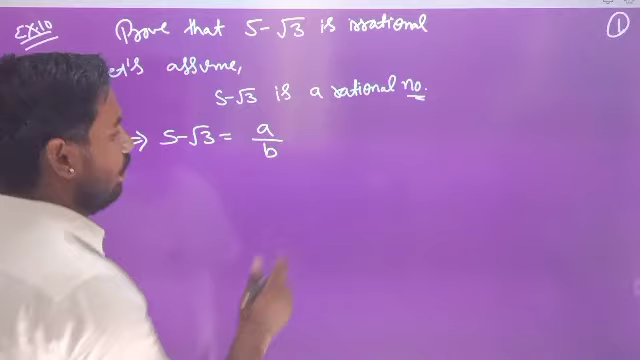 Ex10 Prove that 5-√3 is irrational ①
et's assume,
5-√3 is a rational no.
⇒ 5-√3 = a/b